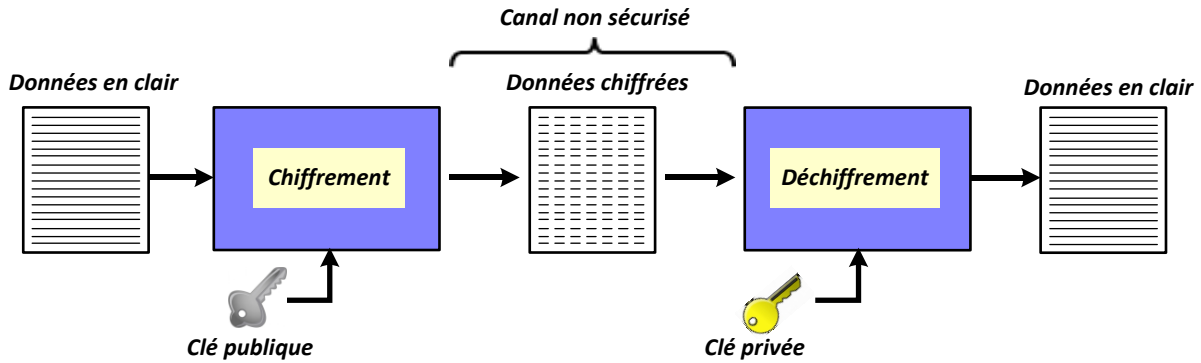 Canal non sécurisé
Données en clair
Données chiffrées
Données en clair
Chiffrement
Déchiffrement
Clé publique
Clé privée